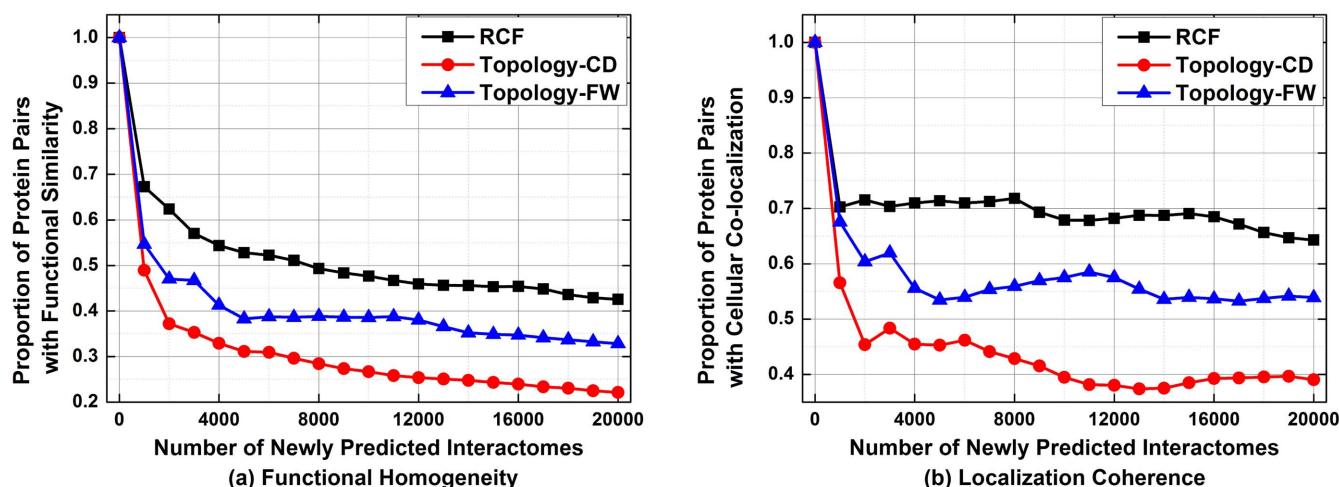 Proportion of Protein Pairs
with Functional Similarity
1.0
0.9
0.8
0.7
0.6
0.5
0.4
0.3
0.2
RCF
Topology-CD
Topology-FW
0
4000
8000
12000
16000
20000
Number of Newly Predicted Interactomes
(a) Functional Homogeneity
Proportion of Protein Pairs
with Cellular Co-localization
1.0
0.9
0.8
0.7
0.6
0.5
0.4
RCF
Topology-CD
Topology-FW
0
4000
8000
12000
16000
20000
Number of Newly Predicted Interactomes
(b) Localization Coherence